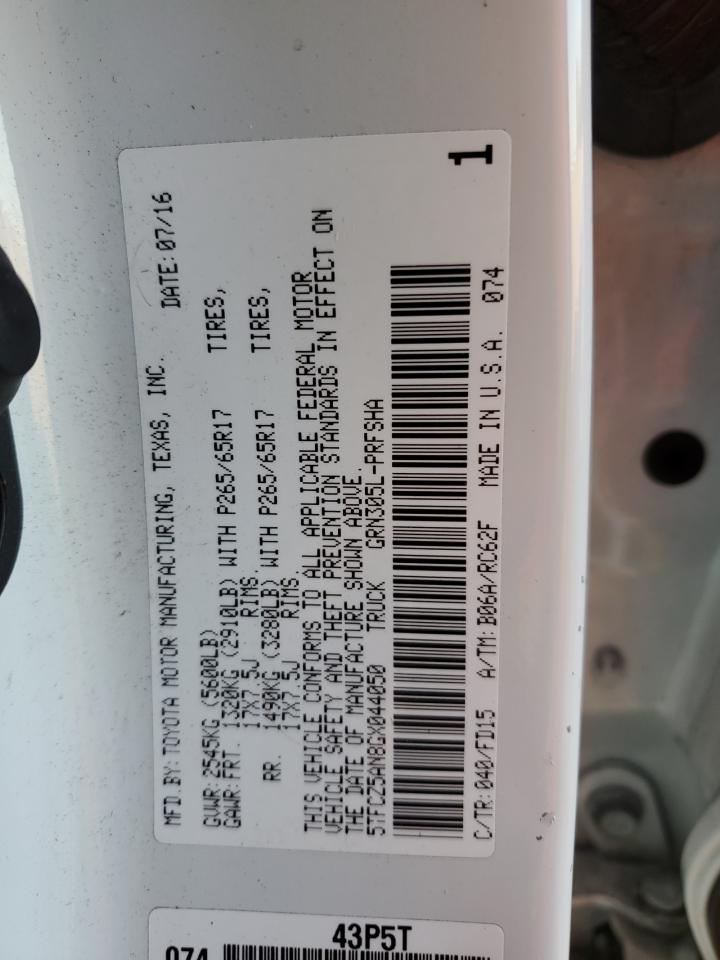 MFD. BY: TOYOTA MOTOR MANUFACTURING, TEXAS, INC. DATE: 07/16
GVWR: 2545KG (5600LB)
GAWR: FRT. 1320KG (2910LB) WITH P265/65R17 TIRES,
17X7.5J RIMS
RR. 1490KG (3280LB) WITH P265/65R17 TIRES,
17X7.5J RIMS
THIS VEHICLE CONFORMS TO ALL APPLICABLE FEDERAL MOTOR
VEHICLE SAFETY AND THEFT PREVENTION STANDARDS IN EFFECT ON
THE DATE OF MANUFACTURE SHOWN ABOVE.
5TFCZ5AN8GX044050 TRUCK GRN305L-PRFSHA
C/TR: 040/FD15 A/TM: B06A/RC62F MADE IN U.S.A. 074
1
43P5T
074